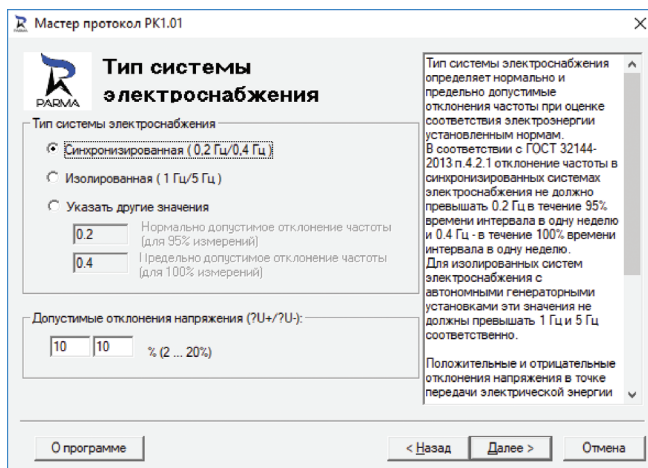 Мастер протокол РК1.01
PARMA
Тип системы
электроснабжения
Тип системы электроснабжения
Синхронизированная ( 0,2 Гц/0,4 Гц )
Изолированная ( 1 Гц/5 Гц )
Указать другие значения
0.2
Нормально допустимое отклонение частоты
(для 95% измерений)
0.4
Предельно допустимое отклонение частоты
(для 100% измерений)
Допустимые отклонения напряжения (?U+/?U-):
10 10 % (2 ... 20%)
Тип системы электроснабжения
определяет нормально и
предельно допустимые
отклонения частоты при оценке
соответствия электроэнергии
установленным нормам.
В соответствии с ГОСТ 32144-
2013 п.4.2.1 отклонение частоты в
синхронизированных системах
электроснабжения не должно
превышать 0.2 Гц в течение 95%
времени интервала в одну неделю
и 0.4 Гц - в течение 100% времени
интервала в одну неделю.
Для изолированных систем
электроснабжения с
автономными генераторными
установками эти значения не
должны превышать 1 Гц и 5 Гц
соответственно.
Положительные и отрицательные
отклонения напряжения в точке
передачи электрической энергии
О программе
< Назад
Далее >
Отмена